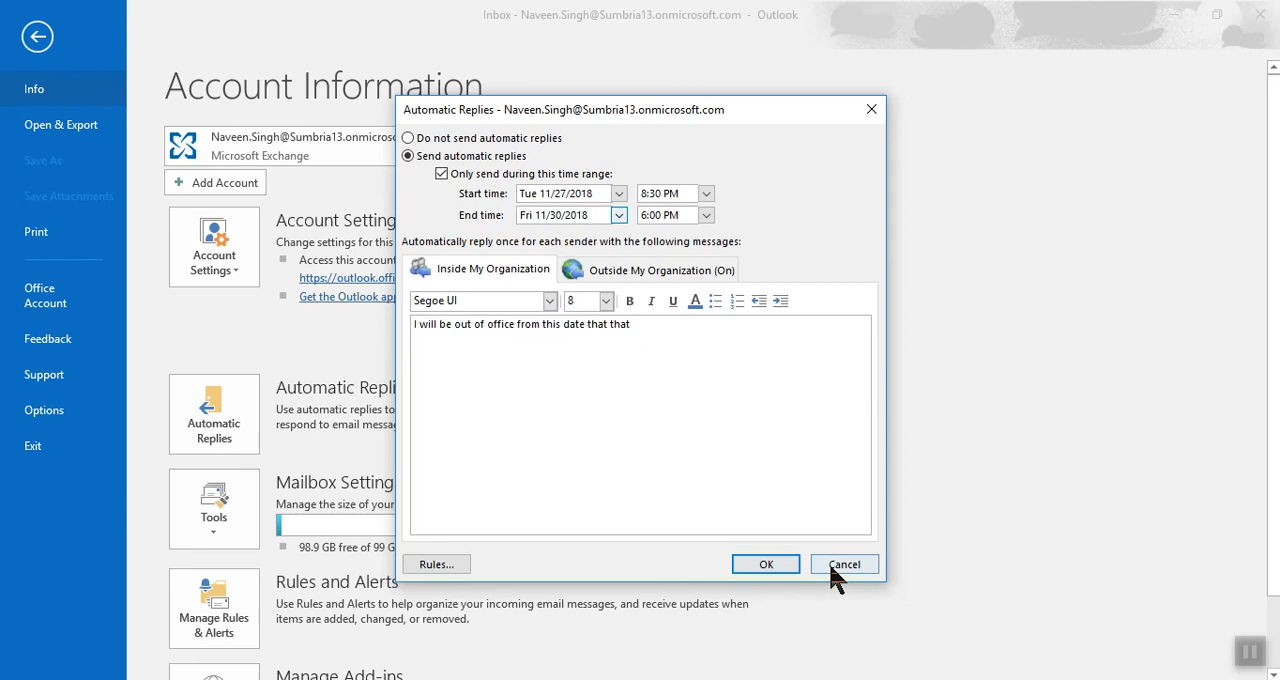 Inbox - Naveen.Singh@Sumbria13.onmicrosoft.com - Outlook
Info
Open & Export
Save As
Save Attachments
Print
Office
Account
Feedback
Support
Options
Exit
Account Information
Naveen.Singh@Sumbria13.onmicros
Microsoft Exchange
+ Add Account
Account
Settings
Account Setting
Change settings for this
Access this account
https://outlook.offi
Get the Outlook app
Automatic
Replies
Automatic Repli
Use automatic replies to
respond to email messa
Tools
Mailbox Setting
Manage the size of your
98.9 GB free of 99 G
Manage Rules
& Alerts
Rules and Alerts
Use Rules and Alerts to help organize your incoming email messages, and receive updates when
items are added, changed, or removed.
Manage Add-ins
Automatic Replies - Naveen.Singh@Sumbria13.onmicrosoft.com
Do not send automatic replies
Send automatic replies
Only send during this time range:
Start time: Tue 11/27/2018 8:30 PM
End time: Fri 11/30/2018 6:00 PM
Automatically reply once for each sender with the following messages:
Inside My Organization Outside My Organization (On)
Segoe UI 8 B I U A
I will be out of office from this date that that
Rules... OK Cancel